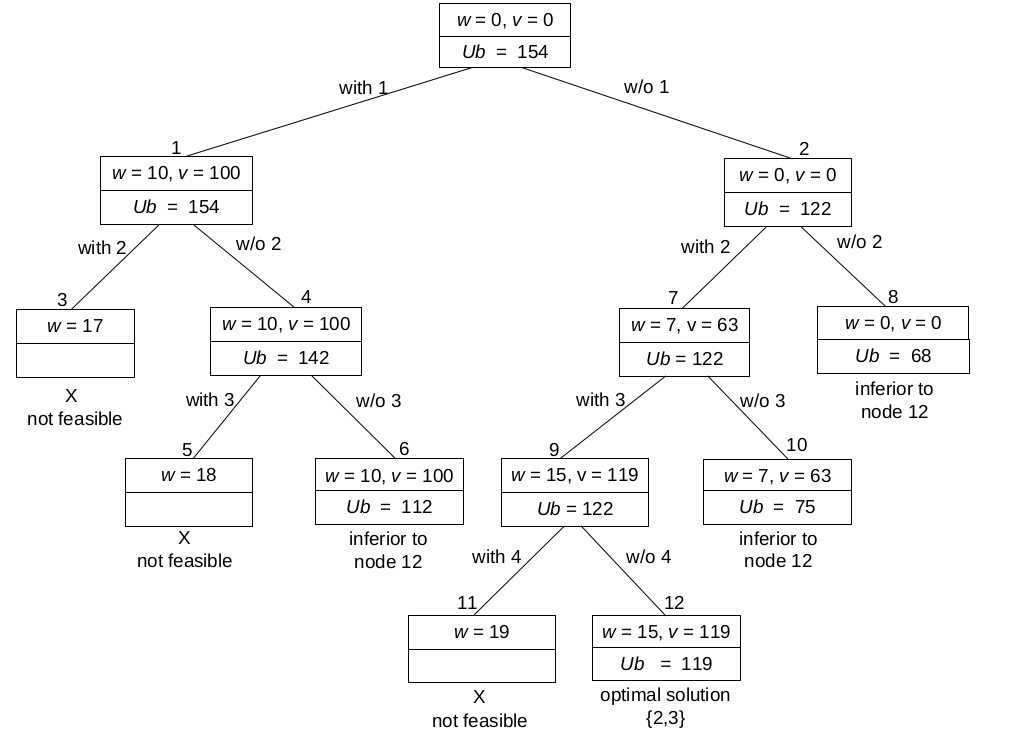 w = 0, v = 0
Ub = 154
with 1
w/o 1
1
w = 10, v = 100
Ub = 154
2
w = 0, v = 0
Ub = 122
with 2
w/o 2
with 2
w/o 2
3
w = 17
X
not feasible
4
w = 10, v = 100
Ub = 142
7
w = 7, v = 63
Ub = 122
8
w = 0, v = 0
Ub = 68
inferior to
node 12
with 3
w/o 3
with 3
w/o 3
5
w = 18
X
not feasible
6
w = 10, v = 100
Ub = 112
inferior to
node 12
9
w = 15, v = 119
Ub = 122
10
w = 7, v = 63
Ub = 75
inferior to
node 12
with 4
w/o 4
11
w = 19
X
not feasible
12
w = 15, v = 119
Ub = 119
optimal solution
{2,3}